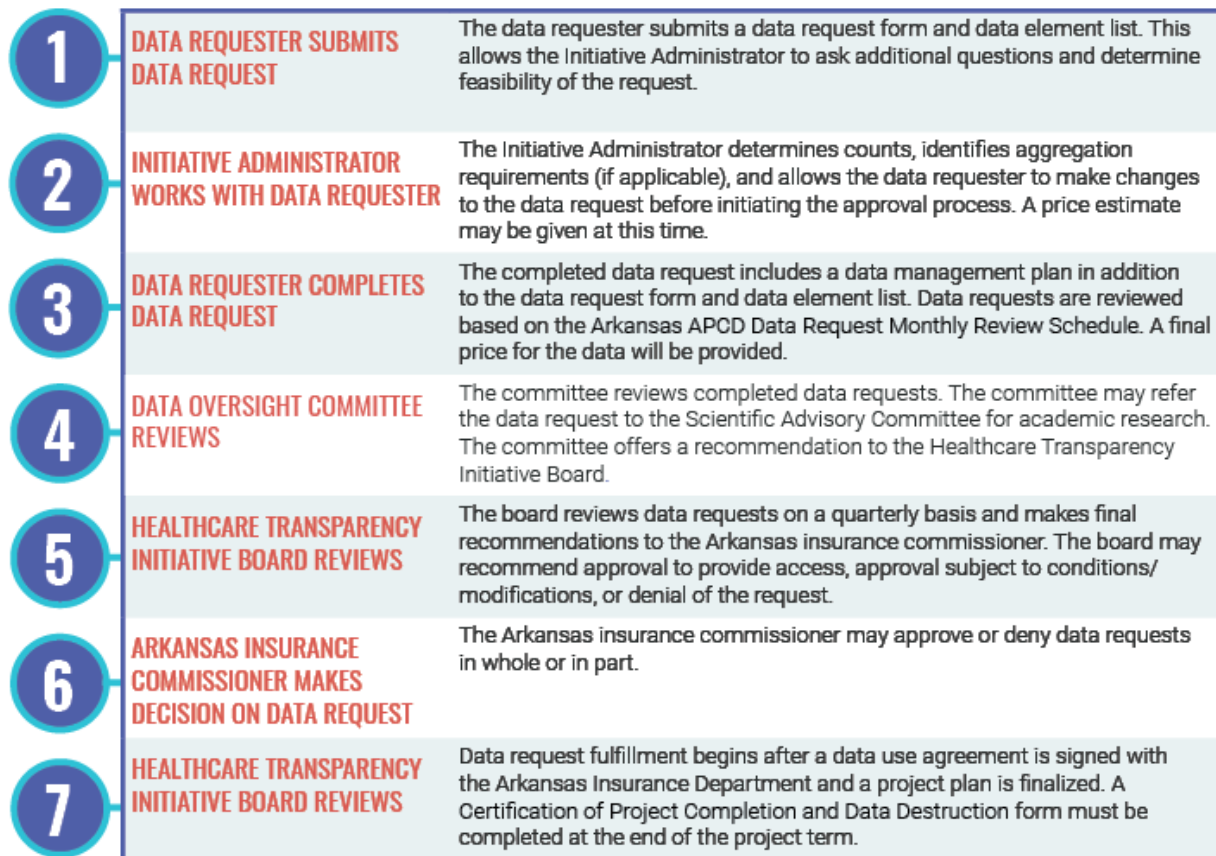 1
DATA REQUESTER SUBMITS
DATA REQUEST
The data requester submits a data request form and data element list. This
allows the Initiative Administrator to ask additional questions and determine
feasibility of the request.
2
INITIATIVE ADMINISTRATOR
WORKS WITH DATA REQUESTER
The Initiative Administrator determines counts, identifies aggregation
requirements (if applicable), and allows the data requester to make changes
to the data request before initiating the approval process. A price estimate
may be given at this time.
3
DATA REQUESTER COMPLETES
DATA REQUEST
The completed data request includes a data management plan in addition
to the data request form and data element list. Data requests are reviewed
based on the Arkansas APCD Data Request Monthly Review Schedule. A final
price for the data will be provided.
4
DATA OVERSIGHT COMMITTEE
REVIEWS
The committee reviews completed data requests. The committee may refer
the data request to the Scientific Advisory Committee for academic research.
The committee offers a recommendation to the Healthcare Transparency
Initiative Board.
5
HEALTHCARE TRANSPARENCY
INITIATIVE BOARD REVIEWS
The board reviews data requests on a quarterly basis and makes final
recommendations to the Arkansas insurance commissioner. The board may
recommend approval to provide access, approval subject to conditions/
modifications, or denial of the request.
6
ARKANSAS INSURANCE
COMMISSIONER MAKES
DECISION ON DATA REQUEST
The Arkansas insurance commissioner may approve or deny data requests
in whole or in part.
7
HEALTHCARE TRANSPARENCY
INITIATIVE BOARD REVIEWS
Data request fulfillment begins after a data use agreement is signed with
the Arkansas Insurance Department and a project plan is finalized. A
Certification of Project Completion and Data Destruction form must be
completed at the end of the project term.